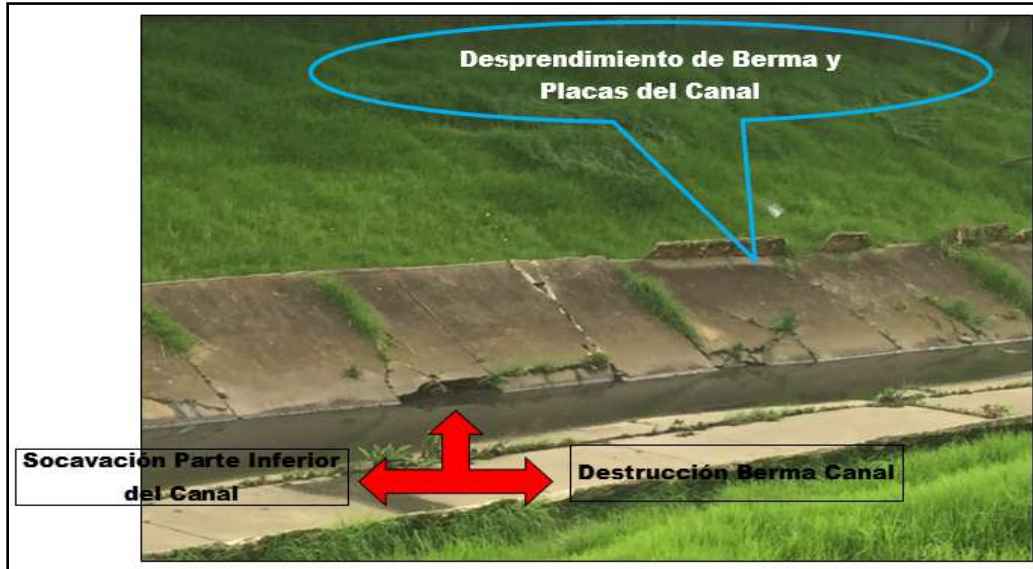 Desprendimiento de Berma y
Placas del Canal
Socavación Parte Inferior
del Canal
Destrucción Berma Canal